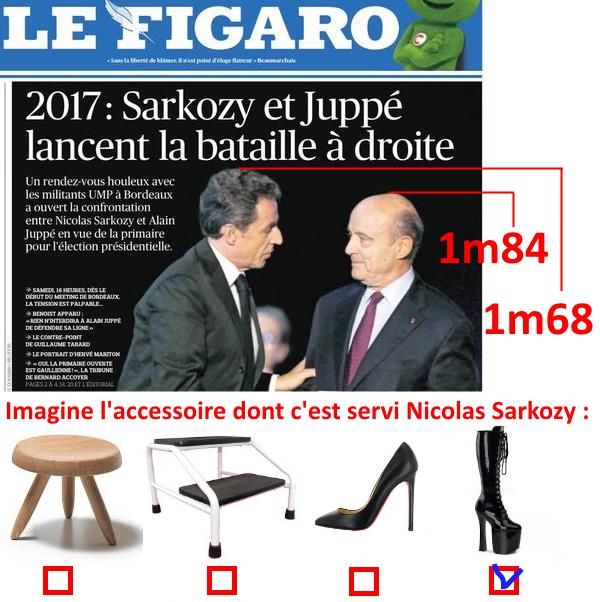 LE FIGARO
« Sans la liberté de blâmer, il n'est point d'éloge flatteur » Beaumarchais
2017 : Sarkozy et Juppé
lancent la bataille à droite
Un rendez-vous houleux avec
les militants UMP à Bordeaux
a ouvert la confrontation
entre Nicolas Sarkozy et Alain
Juppé en vue de la primaire
pour l'élection présidentielle.
1m84
1m68
→ SAMEDI, 16 HEURES, DÈS LE
DÉBUT DU MEETING DE BORDEAUX,
LA TENSION EST PALPABLE...
→ BENOIST APPARU :
« RIEN N'INTERDIRA À ALAIN JUPPÉ
DE DÉFENDRE SA LIGNE »
→ LE CONTRE-POINT
DE GUILLAUME TABARD
→ LE PORTRAIT D'HERVÉ MARITON
→ « OUI, LA PRIMAIRE OUVERTE
EST GAULLIENNE ! », LA TRIBUNE
DE BERNARD ACCOYER
PAGES 2 À 4, 18, 20 ET L'ÉDITORIAL
Imagine l'accessoire dont c'est servi Nicolas Sarkozy :